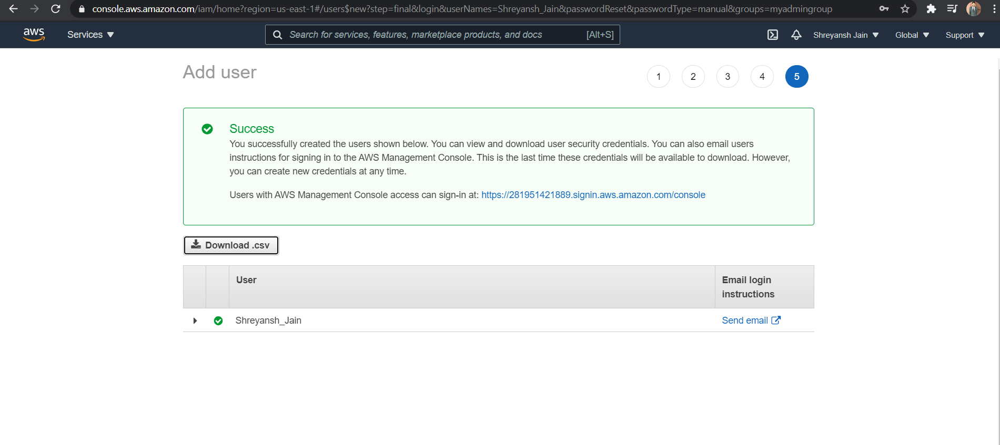 console.aws.amazon.com/iam/home?region=us-east-1#/users$new?step=final&login&userNames=Shreyansh_Jain&passwordReset&passwordType=manual&groups=myadmingroup
aws Services Search for services, features, marketplace products, and docs [Alt+S] Shreyansh Jain Global Support
Add user 1 2 3 4 5
Success
You successfully created the users shown below. You can view and download user security credentials. You can also email users
instructions for signing in to the AWS Management Console. This is the last time these credentials will be available to download. However,
you can create new credentials at any time.
Users with AWS Management Console access can sign-in at: https://281951421889.signin.aws.amazon.com/console
Download .csv
User Email login
instructions
Shreyansh_Jain Send email